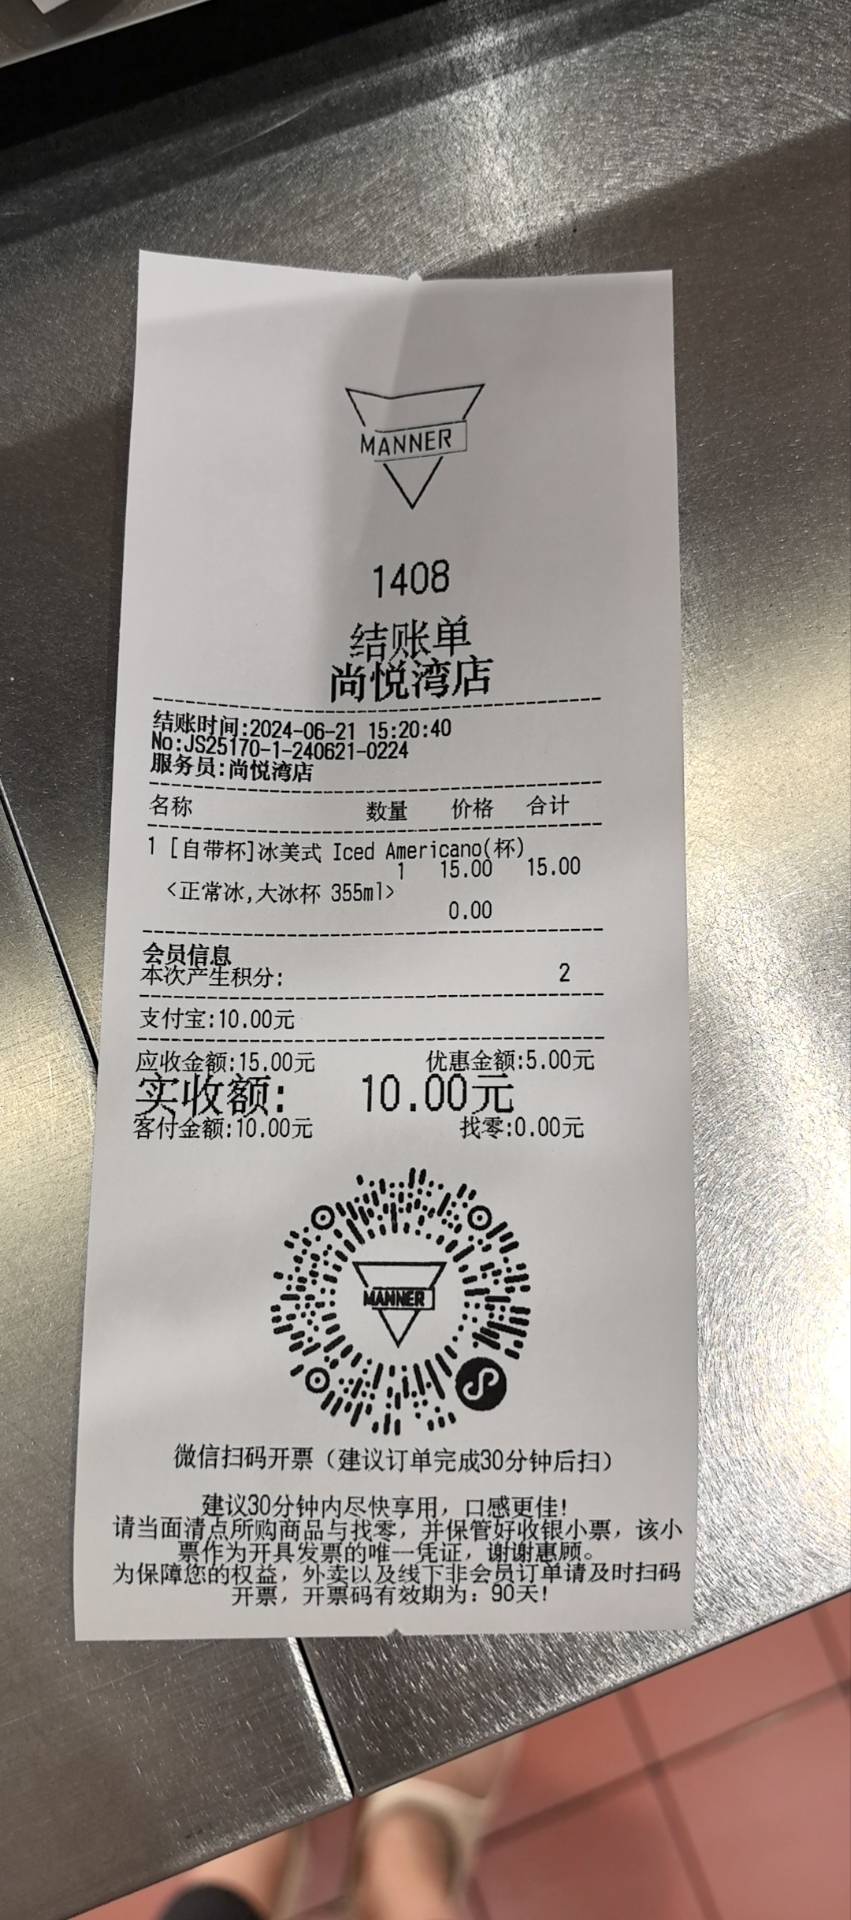 MANNER
1408
结账单
尚悦湾店
结账时间:2024-06-21 15:20:40
No:JS25170-1-240621-0224
服务员:尚悦湾店
名称 数量 价格 合计
1 [自带杯]冰美式 Iced Americano(杯)
1 15.00 15.00
<正常冰,大冰杯 355ml>
0.00
会员信息
本次产生积分: 2
支付宝:10.00元
应收金额:15.00元 优惠金额:5.00元
实收额: 10.00元
客付金额:10.00元 找零:0.00元
MANNER
微信扫码开票（建议订单完成30分钟后扫）
建议30分钟内尽快享用，口感更佳!
请当面清点所购商品与找零，并保管好收银小票，该小
票作为开具发票的唯一凭证，谢谢惠顾。
为保障您的权益，外卖以及线下非会员订单请及时扫码
开票，开票码有效期为：90天!